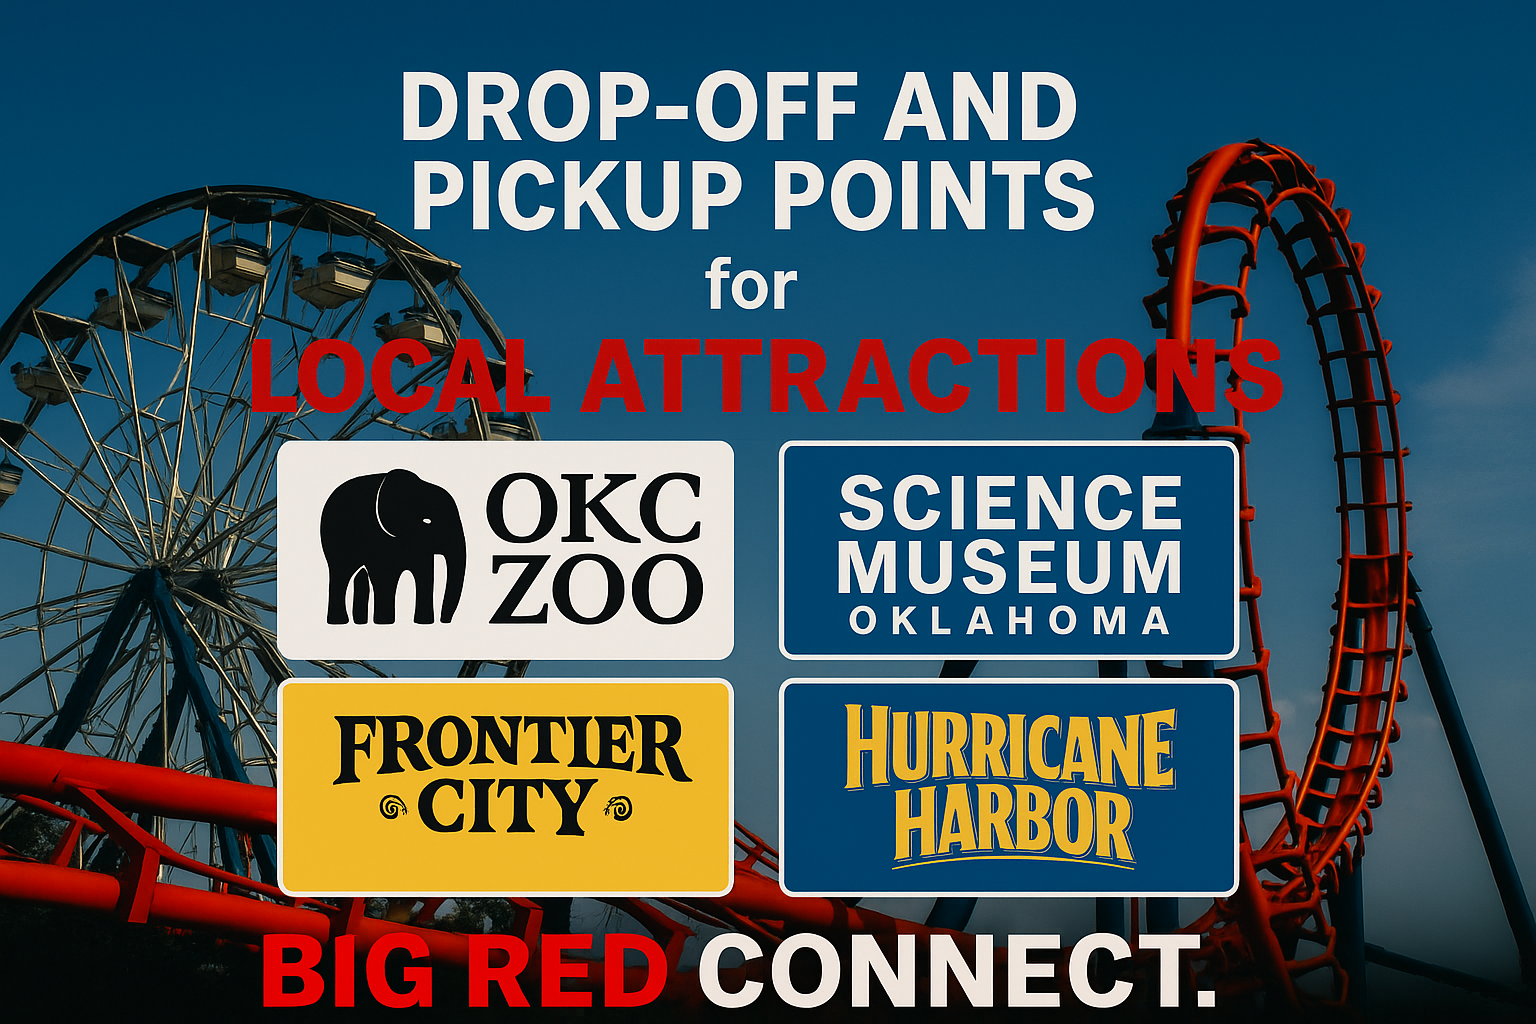 DROP-OFF AND
PICKUP POINTS
for
LOCAL ATTRACTIONS
OKC
ZOO
SCIENCE
MUSEUM
OKLAHOMA
FRONTIER
CITY
HURRICANE
HARBOR
BIG RED CONNECT.